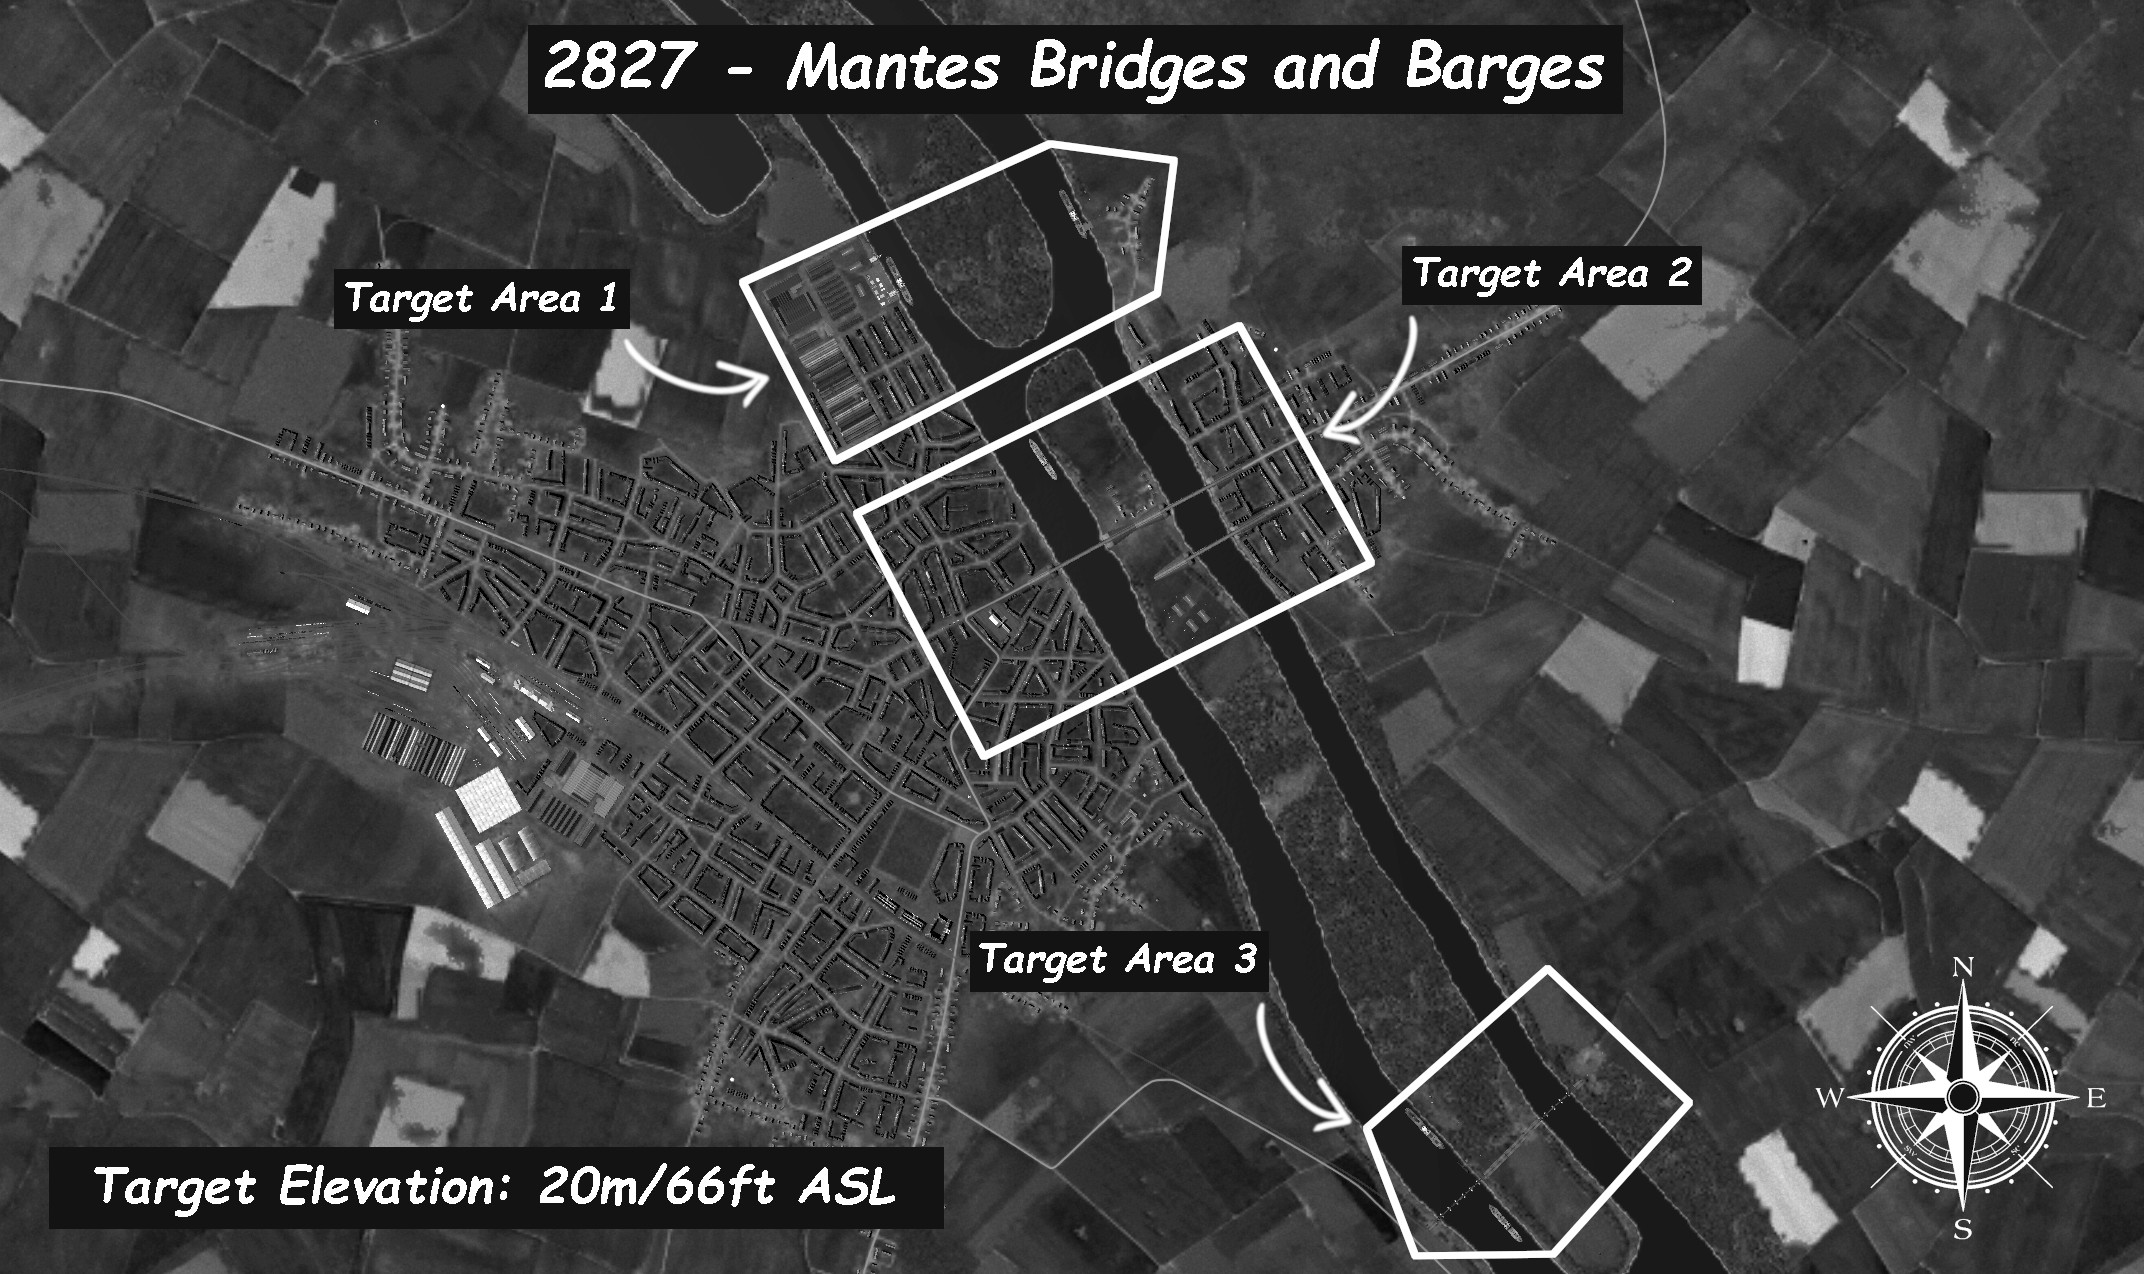 2827 - Mantes Bridges and Barges
Target Area 1
Target Area 2
Target Area 3
Target Elevation: 20m/66ft ASL
N
W
E
S